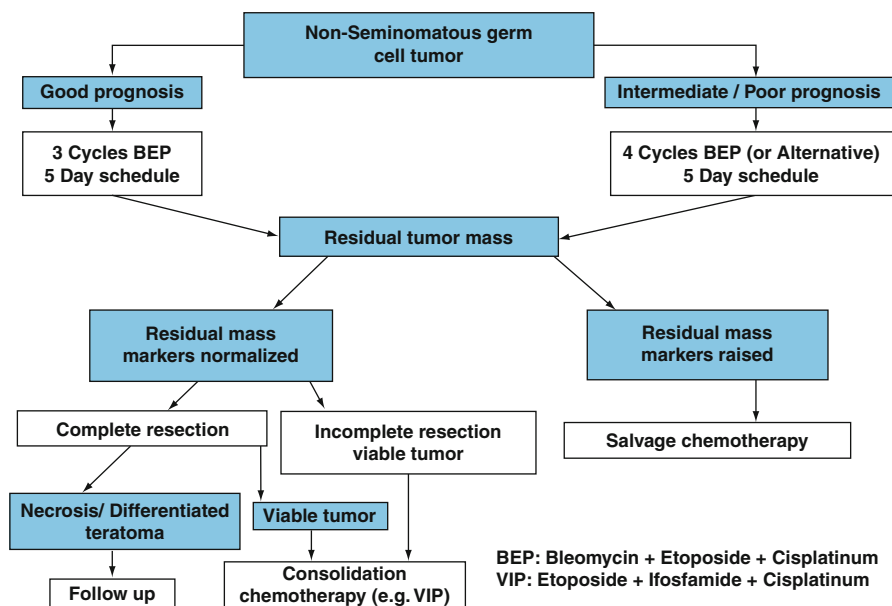 Non-Seminomatous germ
cell tumor
Good prognosis
Intermediate / Poor prognosis
3 Cycles BEP
5 Day schedule
4 Cycles BEP (or Alternative)
5 Day schedule
Residual tumor mass
Residual mass
markers normalized
Residual mass
markers raised
Complete resection
Incomplete resection
viable tumor
Salvage chemotherapy
Necrosis/ Differentiated
teratoma
Viable tumor
Follow up
Consolidation
chemotherapy (e.g. VIP)
BEP: Bleomycin + Etoposide + Cisplatinum
VIP: Etoposide + Ifosfamide + Cisplatinum